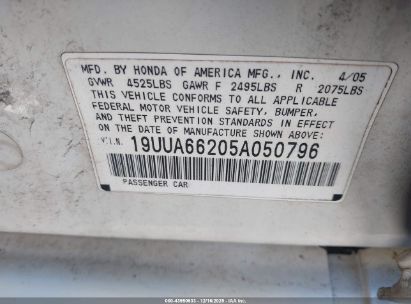 MFD. BY HONDA OF AMERICA MFG., INC. 4/05
GVWR 4525LBS GAWR F 2495LBS R 2075LBS
THIS VEHICLE CONFORMS TO ALL APPLICABLE
FEDERAL MOTOR VEHICLE SAFETY, BUMPER,
AND THEFT PREVENTION STANDARDS IN EFFECT
ON THE DATE OF MANUFACTURE SHOWN ABOVE:
V.I.N. 19UUA66205A050796
PASSENGER CAR